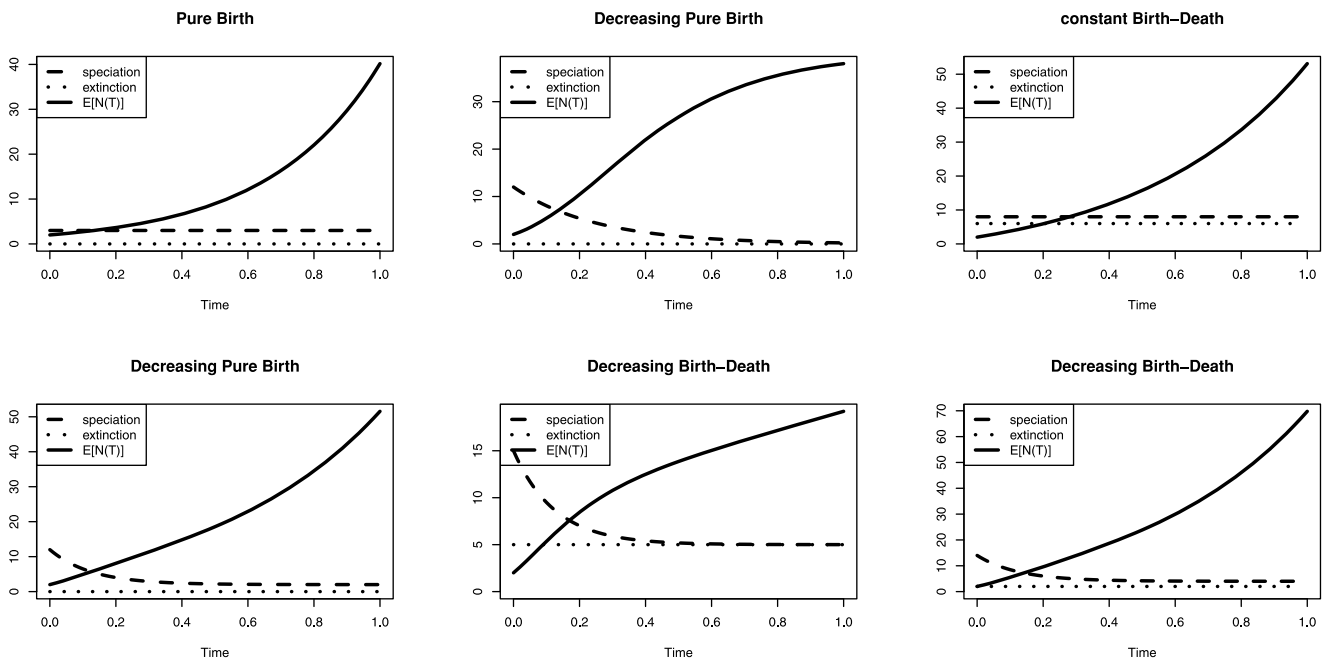 Pure Birth
speciation
extinction
E[N(T)]
40
30
20
10
0
0.0 0.2 0.4 0.6 0.8 1.0
Time
Decreasing Pure Birth
speciation
extinction
E[N(T)]
30
20
10
0
0.0 0.2 0.4 0.6 0.8 1.0
Time
constant Birth−Death
speciation
extinction
E[N(T)]
50
40
30
20
10
0
0.0 0.2 0.4 0.6 0.8 1.0
Time
Decreasing Pure Birth
speciation
extinction
E[N(T)]
50
40
30
20
10
0
0.0 0.2 0.4 0.6 0.8 1.0
Time
Decreasing Birth−Death
speciation
extinction
E[N(T)]
15
10
5
0
0.0 0.2 0.4 0.6 0.8 1.0
Time
Decreasing Birth−Death
speciation
extinction
E[N(T)]
70
60
50
40
30
20
10
0
0.0 0.2 0.4 0.6 0.8 1.0
Time